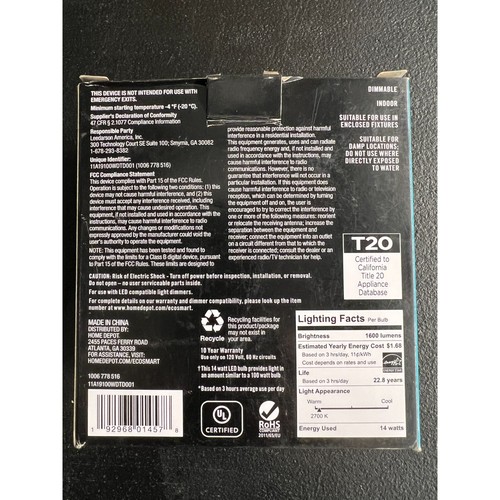 THIS DEVICE IS NOT INTENDED FOR USE WITH
EMERGENCY EXITS.
Minimum starting temperature -4 °F (-20 °C).
Supplier's Declaration of Conformity
47 CFR § 2.1077 Compliance Information
Responsible Party
Leedarson America, Inc.
300 Technology Court SE Suite 100; Smyrna, GA 30082
1-678-293-8382
Unique Identifier:
11A19100WDTD01 (1006 778 516)
FCC Compliance Statement
This device complies with Part 15 of the FCC Rules.
Operation is subject to the following two conditions: (1) this
device may not cause harmful interference, and (2) this
device must accept any interference received, including
interference that may cause undesired operation. This
equipment, if not installed and used in accordance with the
instructions, may cause harmful interference to radio
communications. Any changes or modifications not
expressly approved by the manufacturer could void the
user's authority to operate the equipment.
NOTE: This equipment has been tested and found to
comply with the limits for a Class B digital device, pursuant
to Part 15 of the FCC Rules. These limits are designed to
provide reasonable protection against harmful
interference in a residential installation. This
equipment generates, uses and can radiate
radio frequency energy and, if not installed and
used in accordance with the instructions, may
cause harmful interference to radio
communications. However, there is no
guarantee that interference will not occur in a
particular installation. If this equipment does
cause harmful interference to radio or television
reception, which can be determined by turning
the equipment off and on, the user is
encouraged to try to correct the interference by
one or more of the following measures: reorient
or relocate the receiving antenna; increase the
separation between the equipment and
receiver; connect the equipment into an outlet
on a circuit different from that to which the
receiver is connected; consult the dealer or an
experienced radio/TV technician for help.
DIMMABLE
INDOOR
SUITABLE FOR USE IN
ENCLOSED FIXTURES
SUITABLE FOR
DAMP LOCATIONS;
DO NOT USE WHERE
DIRECTLY EXPOSED
TO WATER
T20
Certified to
California
Title 20
Appliance
Database
CAUTION: Risk of Electric Shock - Turn off power before inspection, installation, or removal.
Do not open – no user serviceable parts inside.
For use with LED compatible light dimmers.
For complete details on our warranty and dimmer compatibility, please look up the item
number at www.homedepot.com/ecosmart
MADE IN CHINA
DISTRIBUTED BY:
HOME DEPOT.
2455 PACES FERRY ROAD
ATLANTA, GA 30339
FOR ASSISTANCE VISIT:
HOMEDEPOT.COM/ECOSMART
1006 778 516
11A19100WDTD01
1 92968 01457 8
Recycle
Recycling facilities for
this product/package
may not exist in your area.
10 Year Warranty
Use only on 120 Volt, 60 Hz circuits
† This 14 watt LED bulb provides light in
an amount similar to a 100 watt bulb
* Based on 3 hours average use per day
UL
CERTIFIED
RoHS
COMPLIANT
2011/65/EU
Lighting Facts Per Bulb
Brightness 1600 lumens
Estimated Yearly Energy Cost $1.68
Based on 3 hrs/day, 11¢/kWh
Cost depends on rates and use
ENERGY STAR
Life
Based on 3 hrs/day 22.8 years
Light Appearance
Warm Cool
2700 K
Energy Used 14 watts